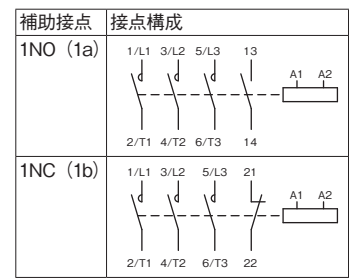 補助接点 接点構成
1NO（1a）
1/L1 3/L2 5/L3 13
A1 A2
2/T1 4/T2 6/T3 14
1NC（1b）
1/L1 3/L2 5/L3 21
A1 A2
2/T1 4/T2 6/T3 22